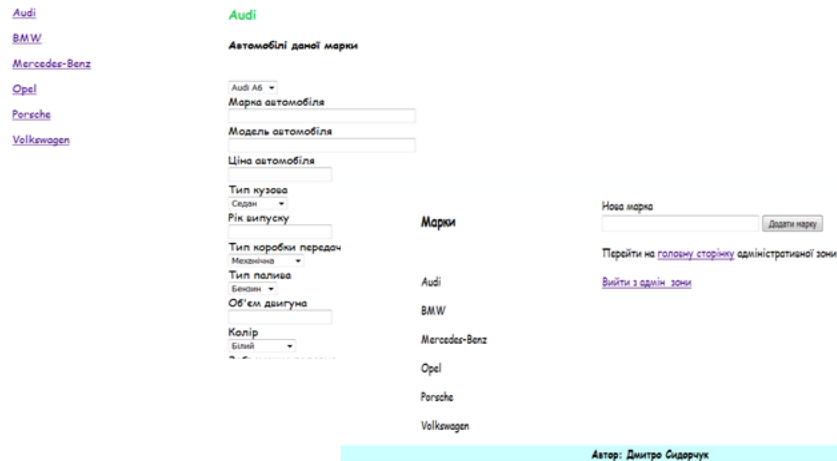 Audi
BMW
Mercedes-Benz
Opel
Porsche
Volkswagen
Audi
Автомобілі даної марки
Audi A6
Марка автомобіля
Модель автомобіля
Ціна автомобіля
Тип кузова
Седан
Рік випуску
Тип коробки передач
Механічна
Тип палива
Бензин
Об'єм двигуна
Колір
Білий
Марки
Audi
BMW
Mercedes-Benz
Opel
Porsche
Volkswagen
Нова марка
Додати марку
Перейти на головну сторінку адміністративної зони
Вийти з адмін зони
Автор: Дмитро Сидорчук